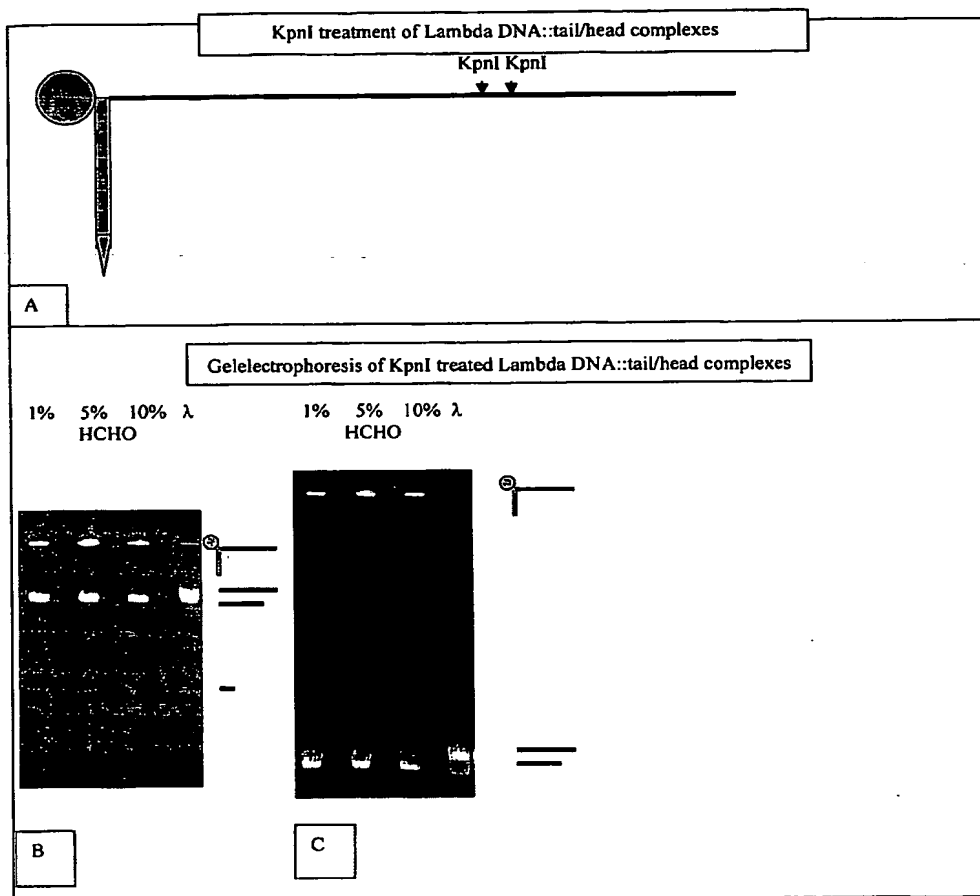 KpnI treatment of Lambda DNA::tail/head complexes
KpnI KpnI
A
Gelelectrophoresis of KpnI treated Lambda DNA::tail/head complexes
1% 5% 10% λ
HCHO
1% 5% 10% λ
HCHO
B
C